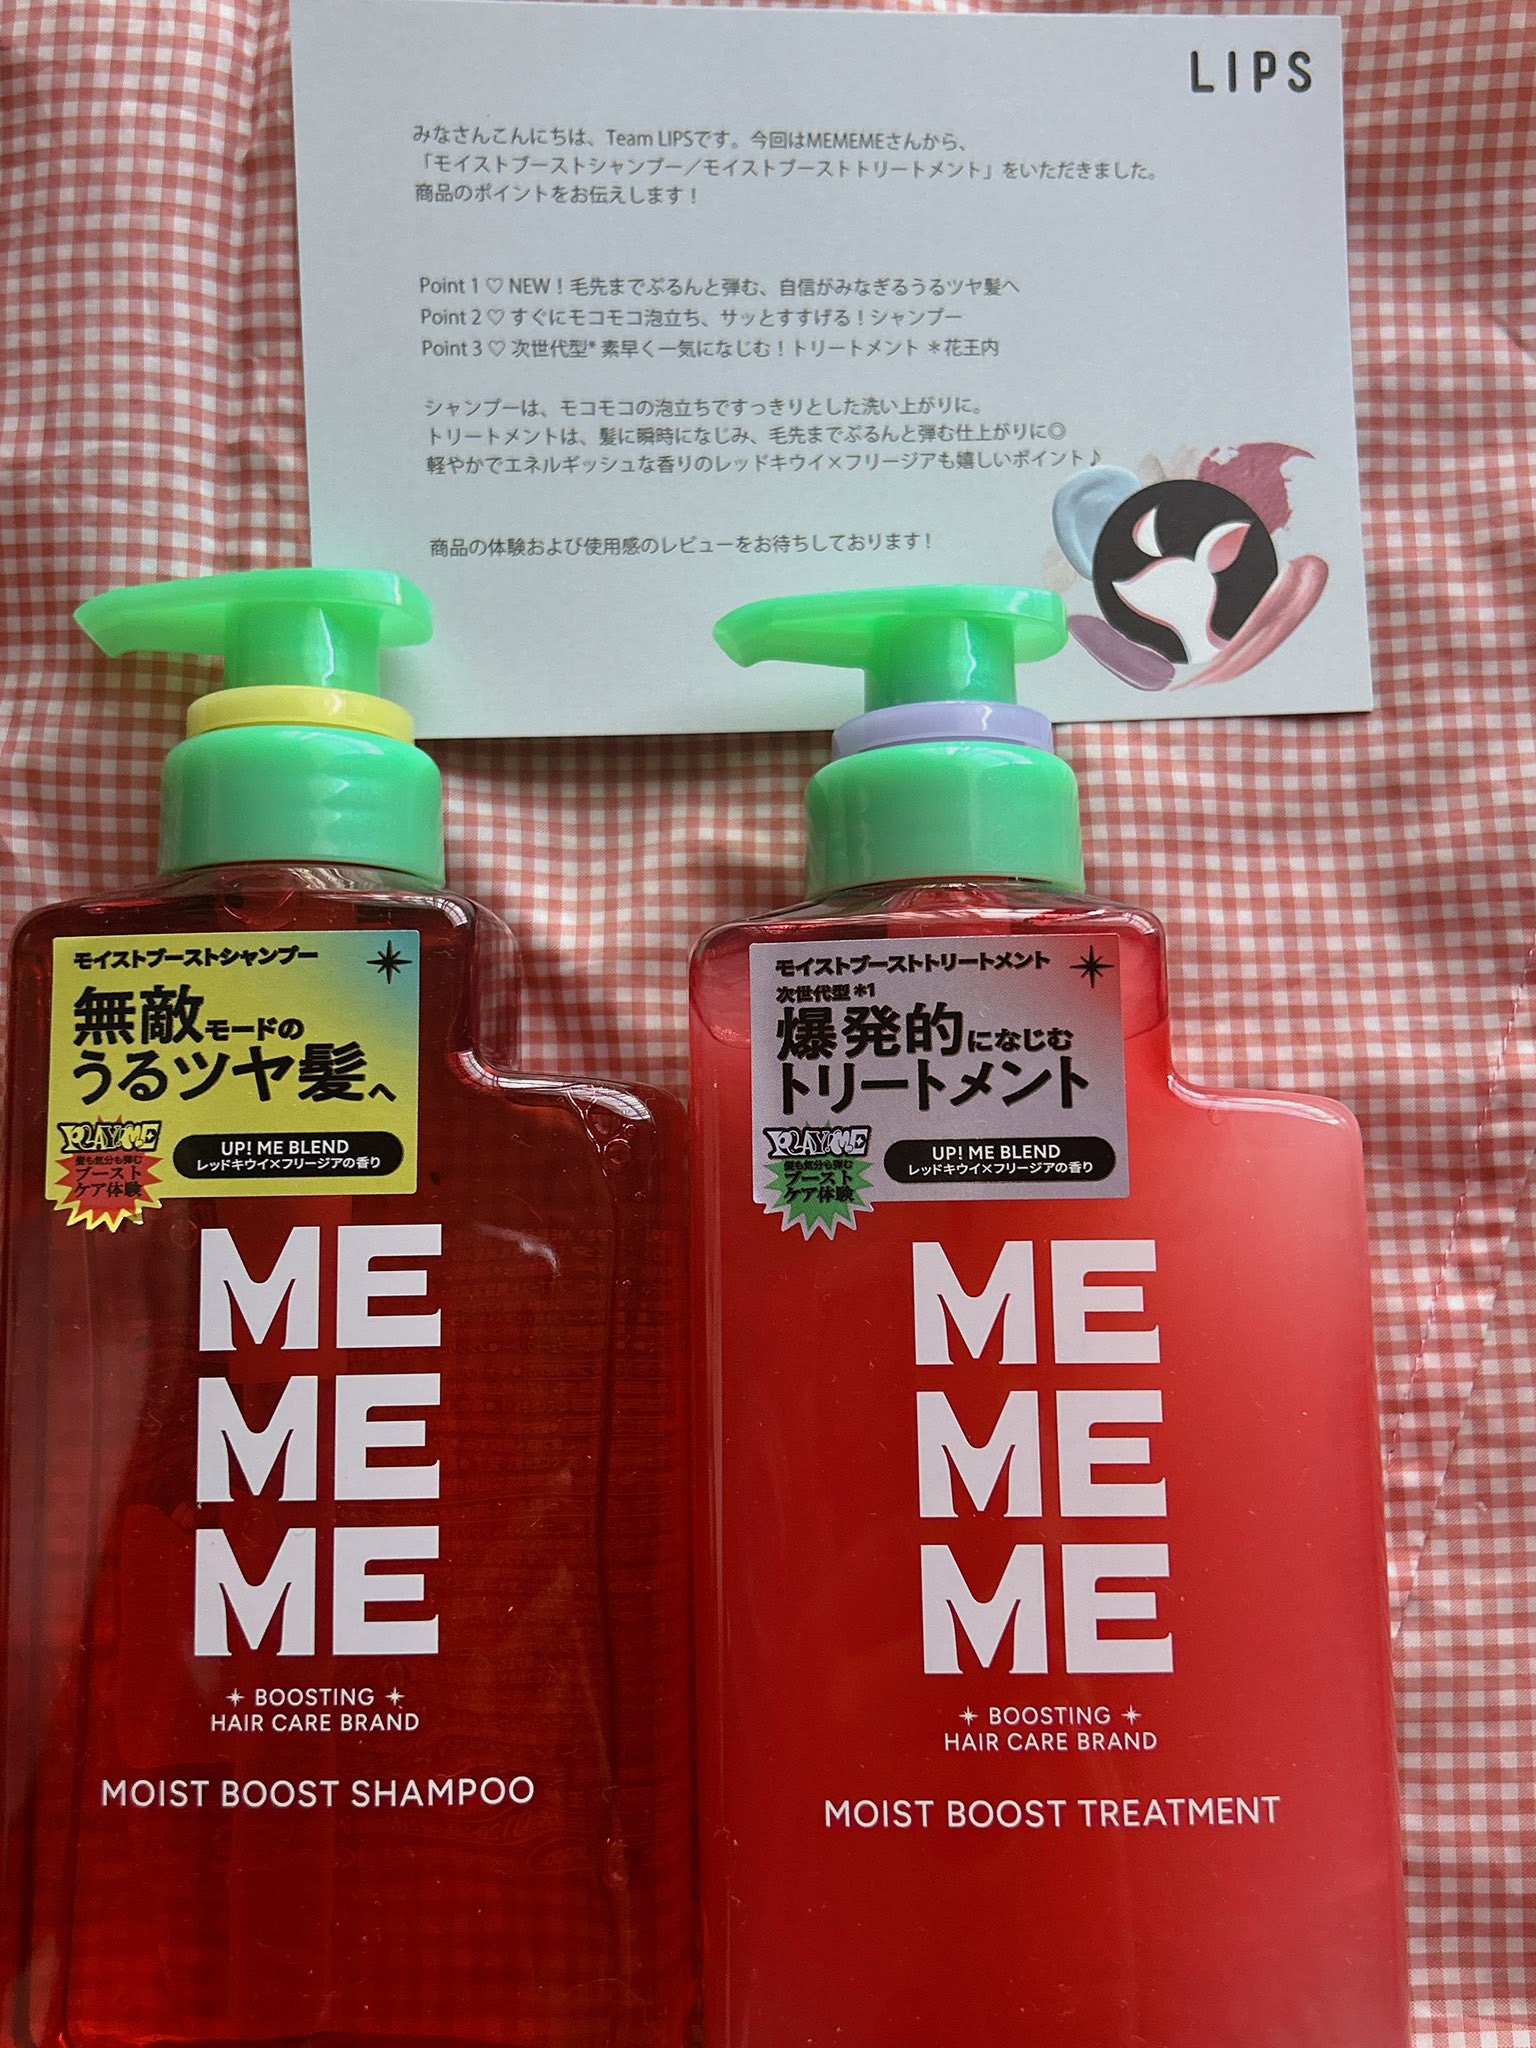 LIPS
みなさんこんにちは、Team LIPSです。今回はMEMEMEさんから、
「モイストブーストシャンプー／モイストブーストトリートメント」をいただきました。
商品のポイントをお伝えします！
Point 1 ♡ NEW！毛先までぷるんと弾む、自信がみなぎるうるツヤ髪へ
Point 2 ♡ すぐにモコモコ泡立ち、サッとすすげる！シャンプー
Point 3 ♡ 次世代型* 素早く一気になじむ！トリートメント ＊花王内
シャンプーは、モコモコの泡立ちですっきりとした洗い上がりに。
トリートメントは、髪に瞬時になじみ、毛先までぷるんと弾む仕上がりに◎
軽やかでエネルギッシュな香りのレッドキウイ×フリージアも嬉しいポイント♪
商品の体験および使用感のレビューをお待ちしております！
モイストブーストシャンプー
無敵モードの
うるツヤ髪へ
PLAY! ME
髪も気分も弾む
ブースト
ケア体験
UP! ME BLEND
レッドキウイ×フリージアの香り
ME
ME
ME
BOOSTING
HAIR CARE BRAND
MOIST BOOST SHAMPOO
モイストブーストトリートメント
次世代型*1
爆発的になじむ
トリートメント
PLAY! ME
髪も気分も弾む
ブースト
ケア体験
UP! ME BLEND
レッドキウイ×フリージアの香り
ME
ME
ME
BOOSTING
HAIR CARE BRAND
MOIST BOOST TREATMENT